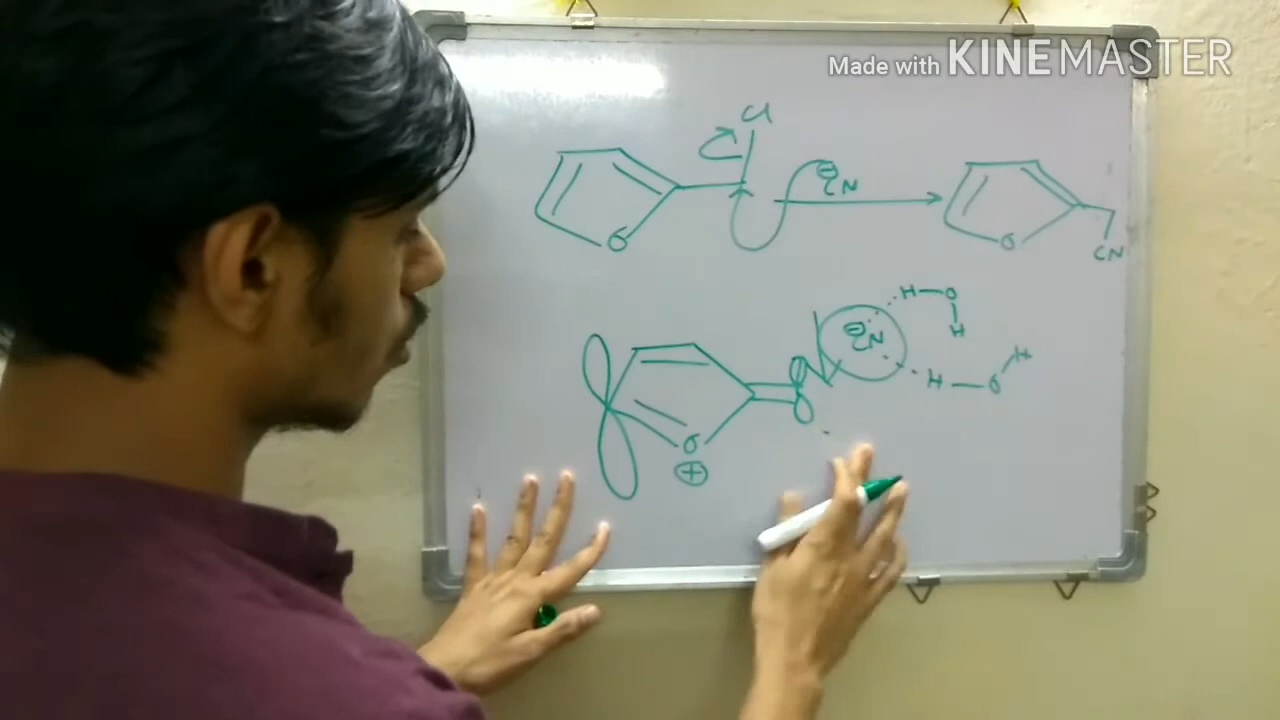 Made with KINEMASTER
Cl
⊖CN
O
O
CN
H—O
H
⊖CN
H
H—O
O
⊕